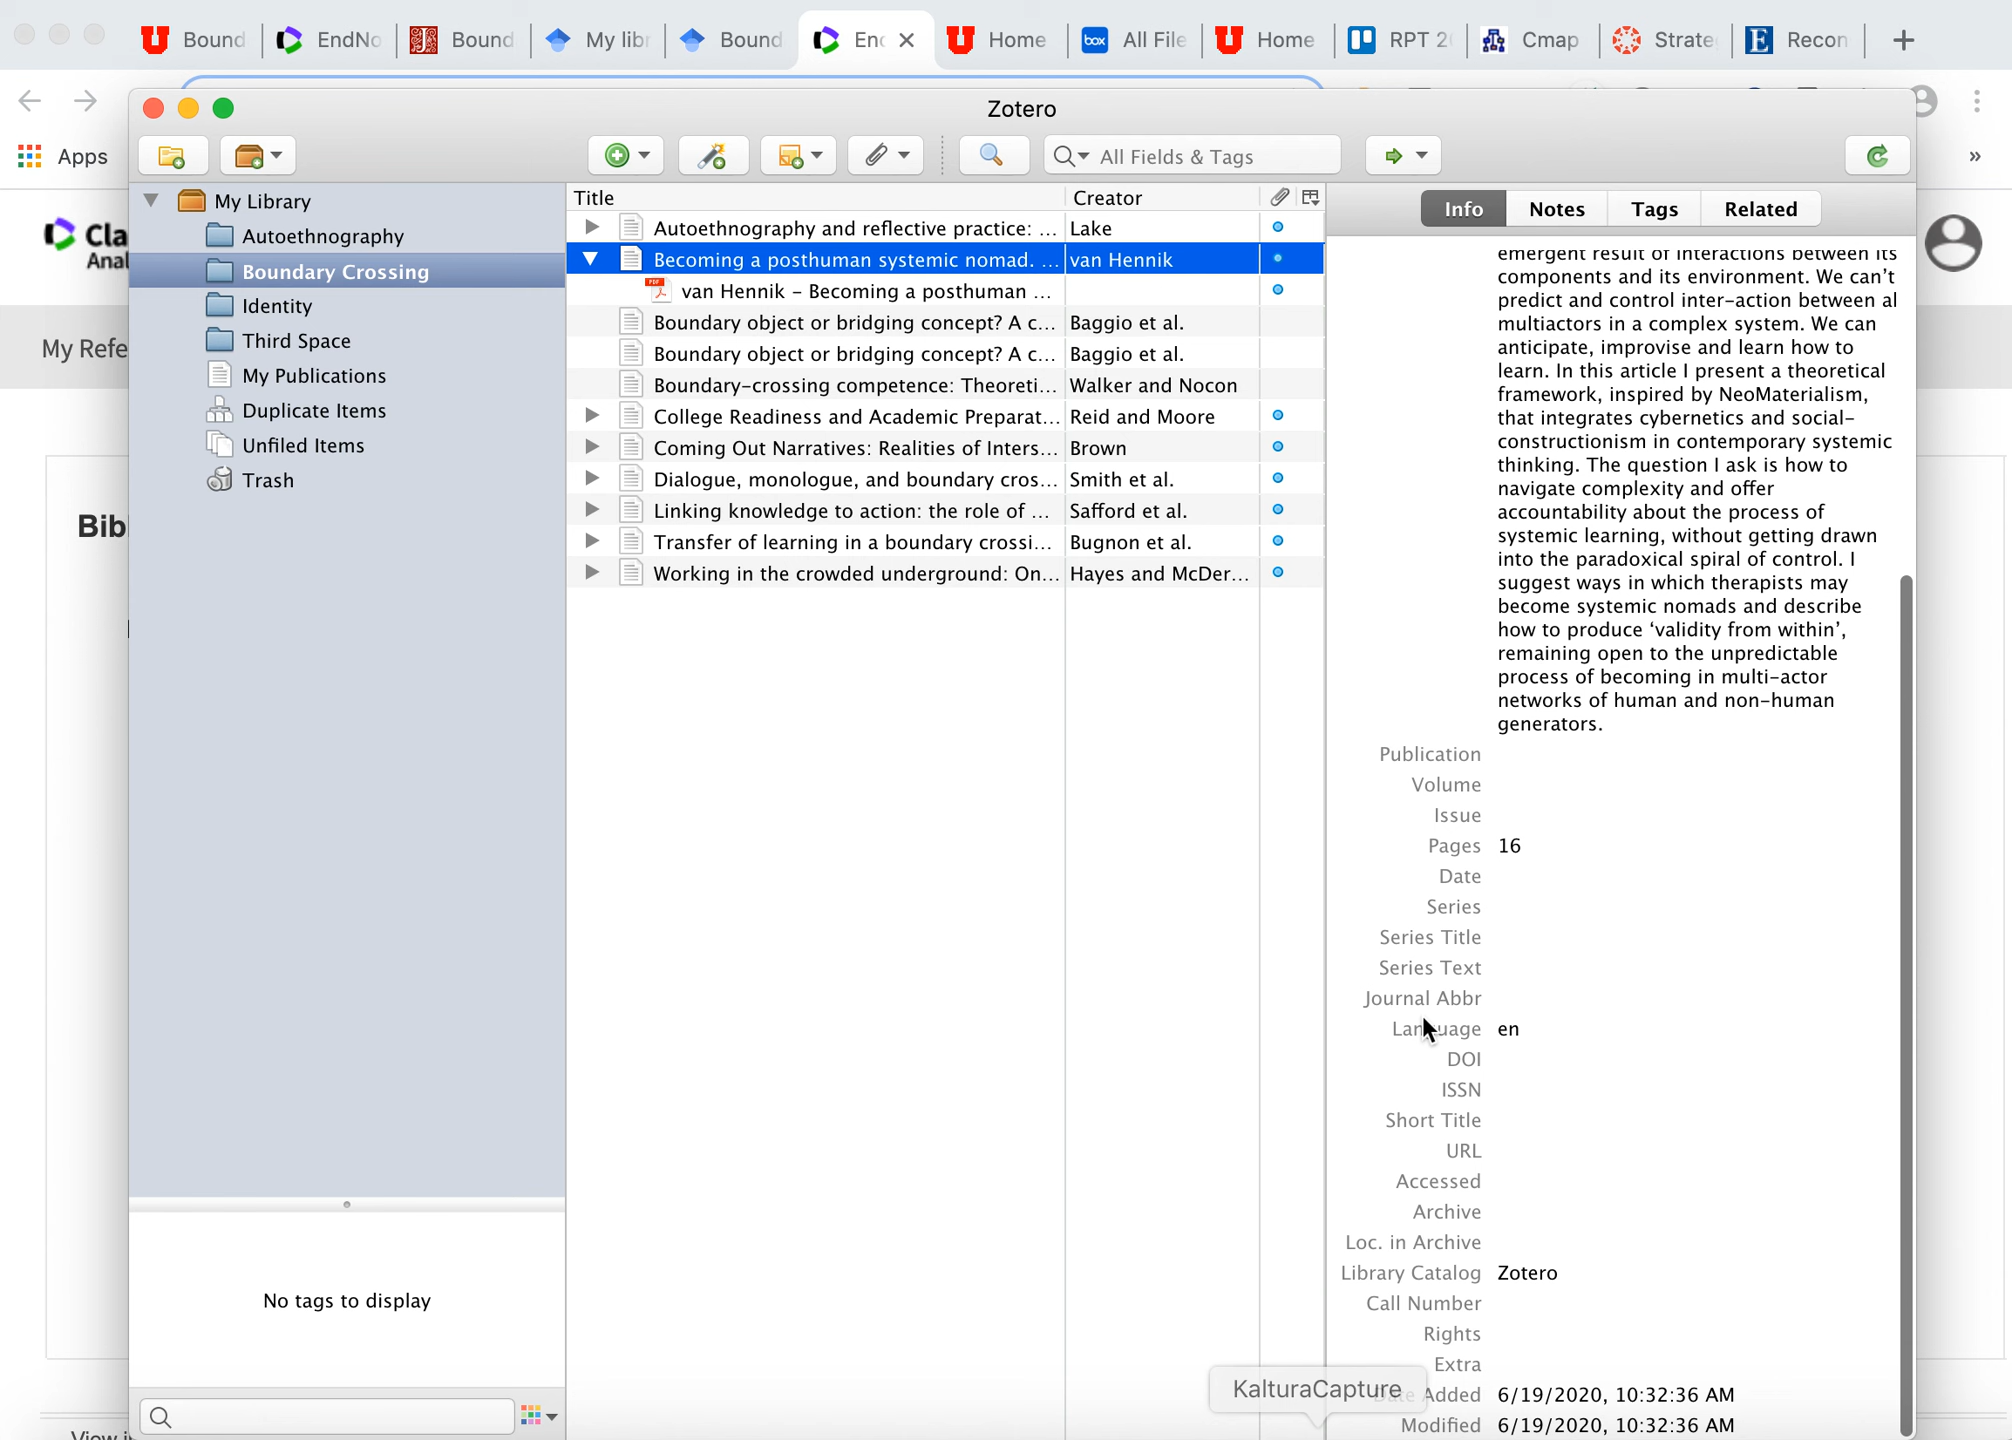 Bound
EndNo
Bound
My libr
Bound
En
Home
box
All File
Home
RPT 2
Cmap
Strate
E
Recon
Apps
»
Zotero
All Fields & Tags
Cla
Anal
My Refe
Bibl
My Library
Autoethnography
Boundary Crossing
Identity
Third Space
My Publications
Duplicate Items
Unfiled Items
Trash
No tags to display
Title
Creator
Autoethnography and reflective practice: ... Lake
Becoming a posthuman systemic nomad. ... van Hennik
PDF
van Hennik – Becoming a posthuman ...
Boundary object or bridging concept? A c... Baggio et al.
Boundary object or bridging concept? A c... Baggio et al.
Boundary-crossing competence: Theoreti... Walker and Nocon
College Readiness and Academic Preparat... Reid and Moore
Coming Out Narratives: Realities of Inters... Brown
Dialogue, monologue, and boundary cros... Smith et al.
Linking knowledge to action: the role of ... Safford et al.
Transfer of learning in a boundary crossi... Bugnon et al.
Working in the crowded underground: On... Hayes and McDer...
Info
Notes
Tags
Related
emergent result of interactions between its
components and its environment. We can't
predict and control inter-action between al
multiactors in a complex system. We can
anticipate, improvise and learn how to
learn. In this article I present a theoretical
framework, inspired by NeoMaterialism,
that integrates cybernetics and social-
constructionism in contemporary systemic
thinking. The question I ask is how to
navigate complexity and offer
accountability about the process of
systemic learning, without getting drawn
into the paradoxical spiral of control. I
suggest ways in which therapists may
become systemic nomads and describe
how to produce ‘validity from within’,
remaining open to the unpredictable
process of becoming in multi-actor
networks of human and non-human
generators.
Publication
Volume
Issue
Pages 16
Date
Series
Series Title
Series Text
Journal Abbr
Language en
DOI
ISSN
Short Title
URL
Accessed
Archive
Loc. in Archive
Library Catalog Zotero
Call Number
Rights
Extra
KalturaCapture
Added 6/19/2020, 10:32:36 AM
Modified 6/19/2020, 10:32:36 AM